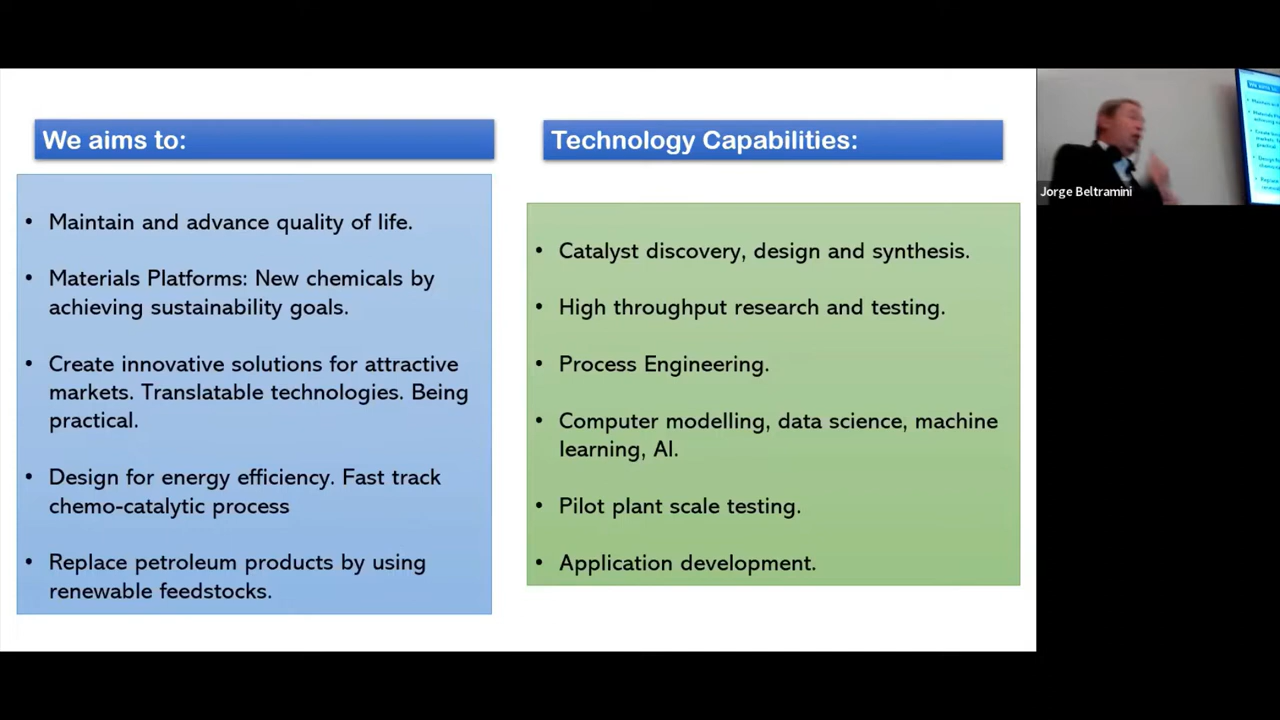 We aims to:
Maintain and advance quality of life.
Materials Platforms: New chemicals by
achieving sustainability goals.
Create innovative solutions for attractive
markets. Translatable technologies. Being
practical.
Design for energy efficiency. Fast track
chemo-catalytic process
Replace petroleum products by using
renewable feedstocks.
Technology Capabilities:
Catalyst discovery, design and synthesis.
High throughput research and testing.
Process Engineering.
Computer modelling, data science, machine
learning, AI.
Pilot plant scale testing.
Application development.
Jorge Beltramini